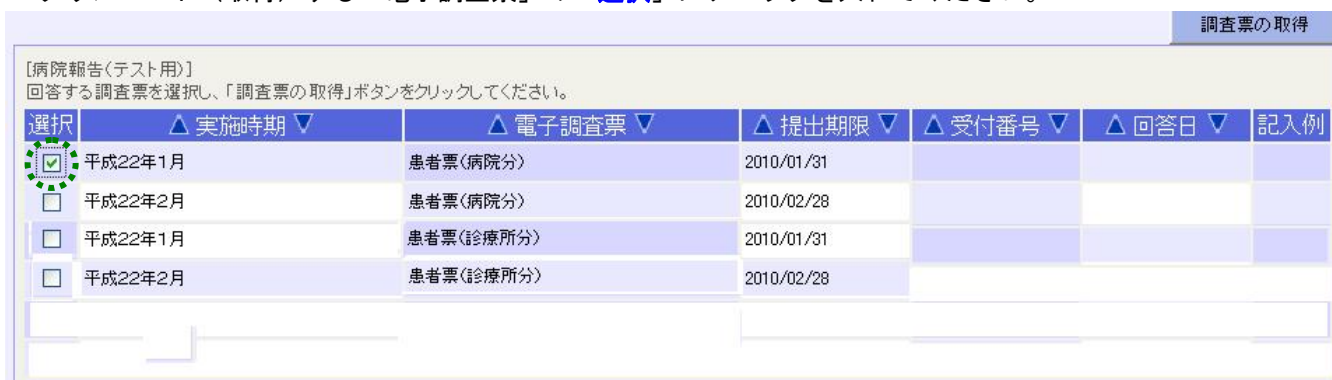 調査票の取得
[病院報告(テスト用)]
回答する調査票を選択し、「調査票の取得」ボタンをクリックしてください。
選択 △ 実施時期 ▽ △ 電子調査票 ▽ △ 提出期限 ▽ △ 受付番号 ▽ △ 回答日 ▽ 記入例
平成22年1月 患者票(病院分) 2010/01/31
平成22年2月 患者票(病院分) 2010/02/28
平成22年1月 患者票(診療所分) 2010/01/31
平成22年2月 患者票(診療所分) 2010/02/28